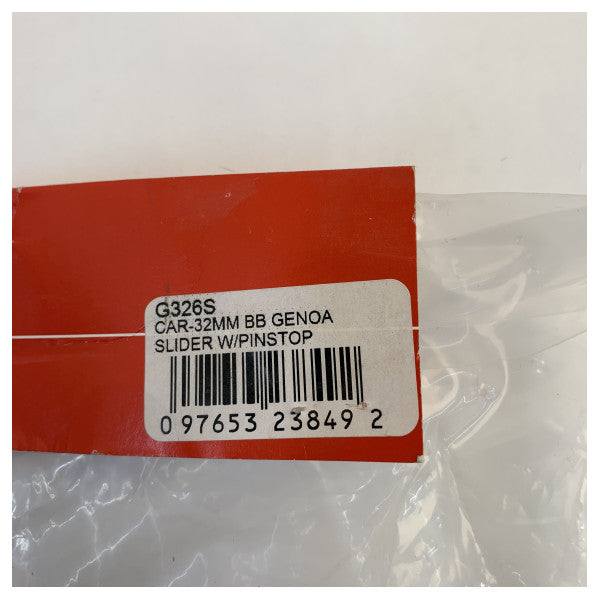 G326S
CAR-32MM BB GENOA
SLIDER W/PINSTOP
0 97653 23849 2